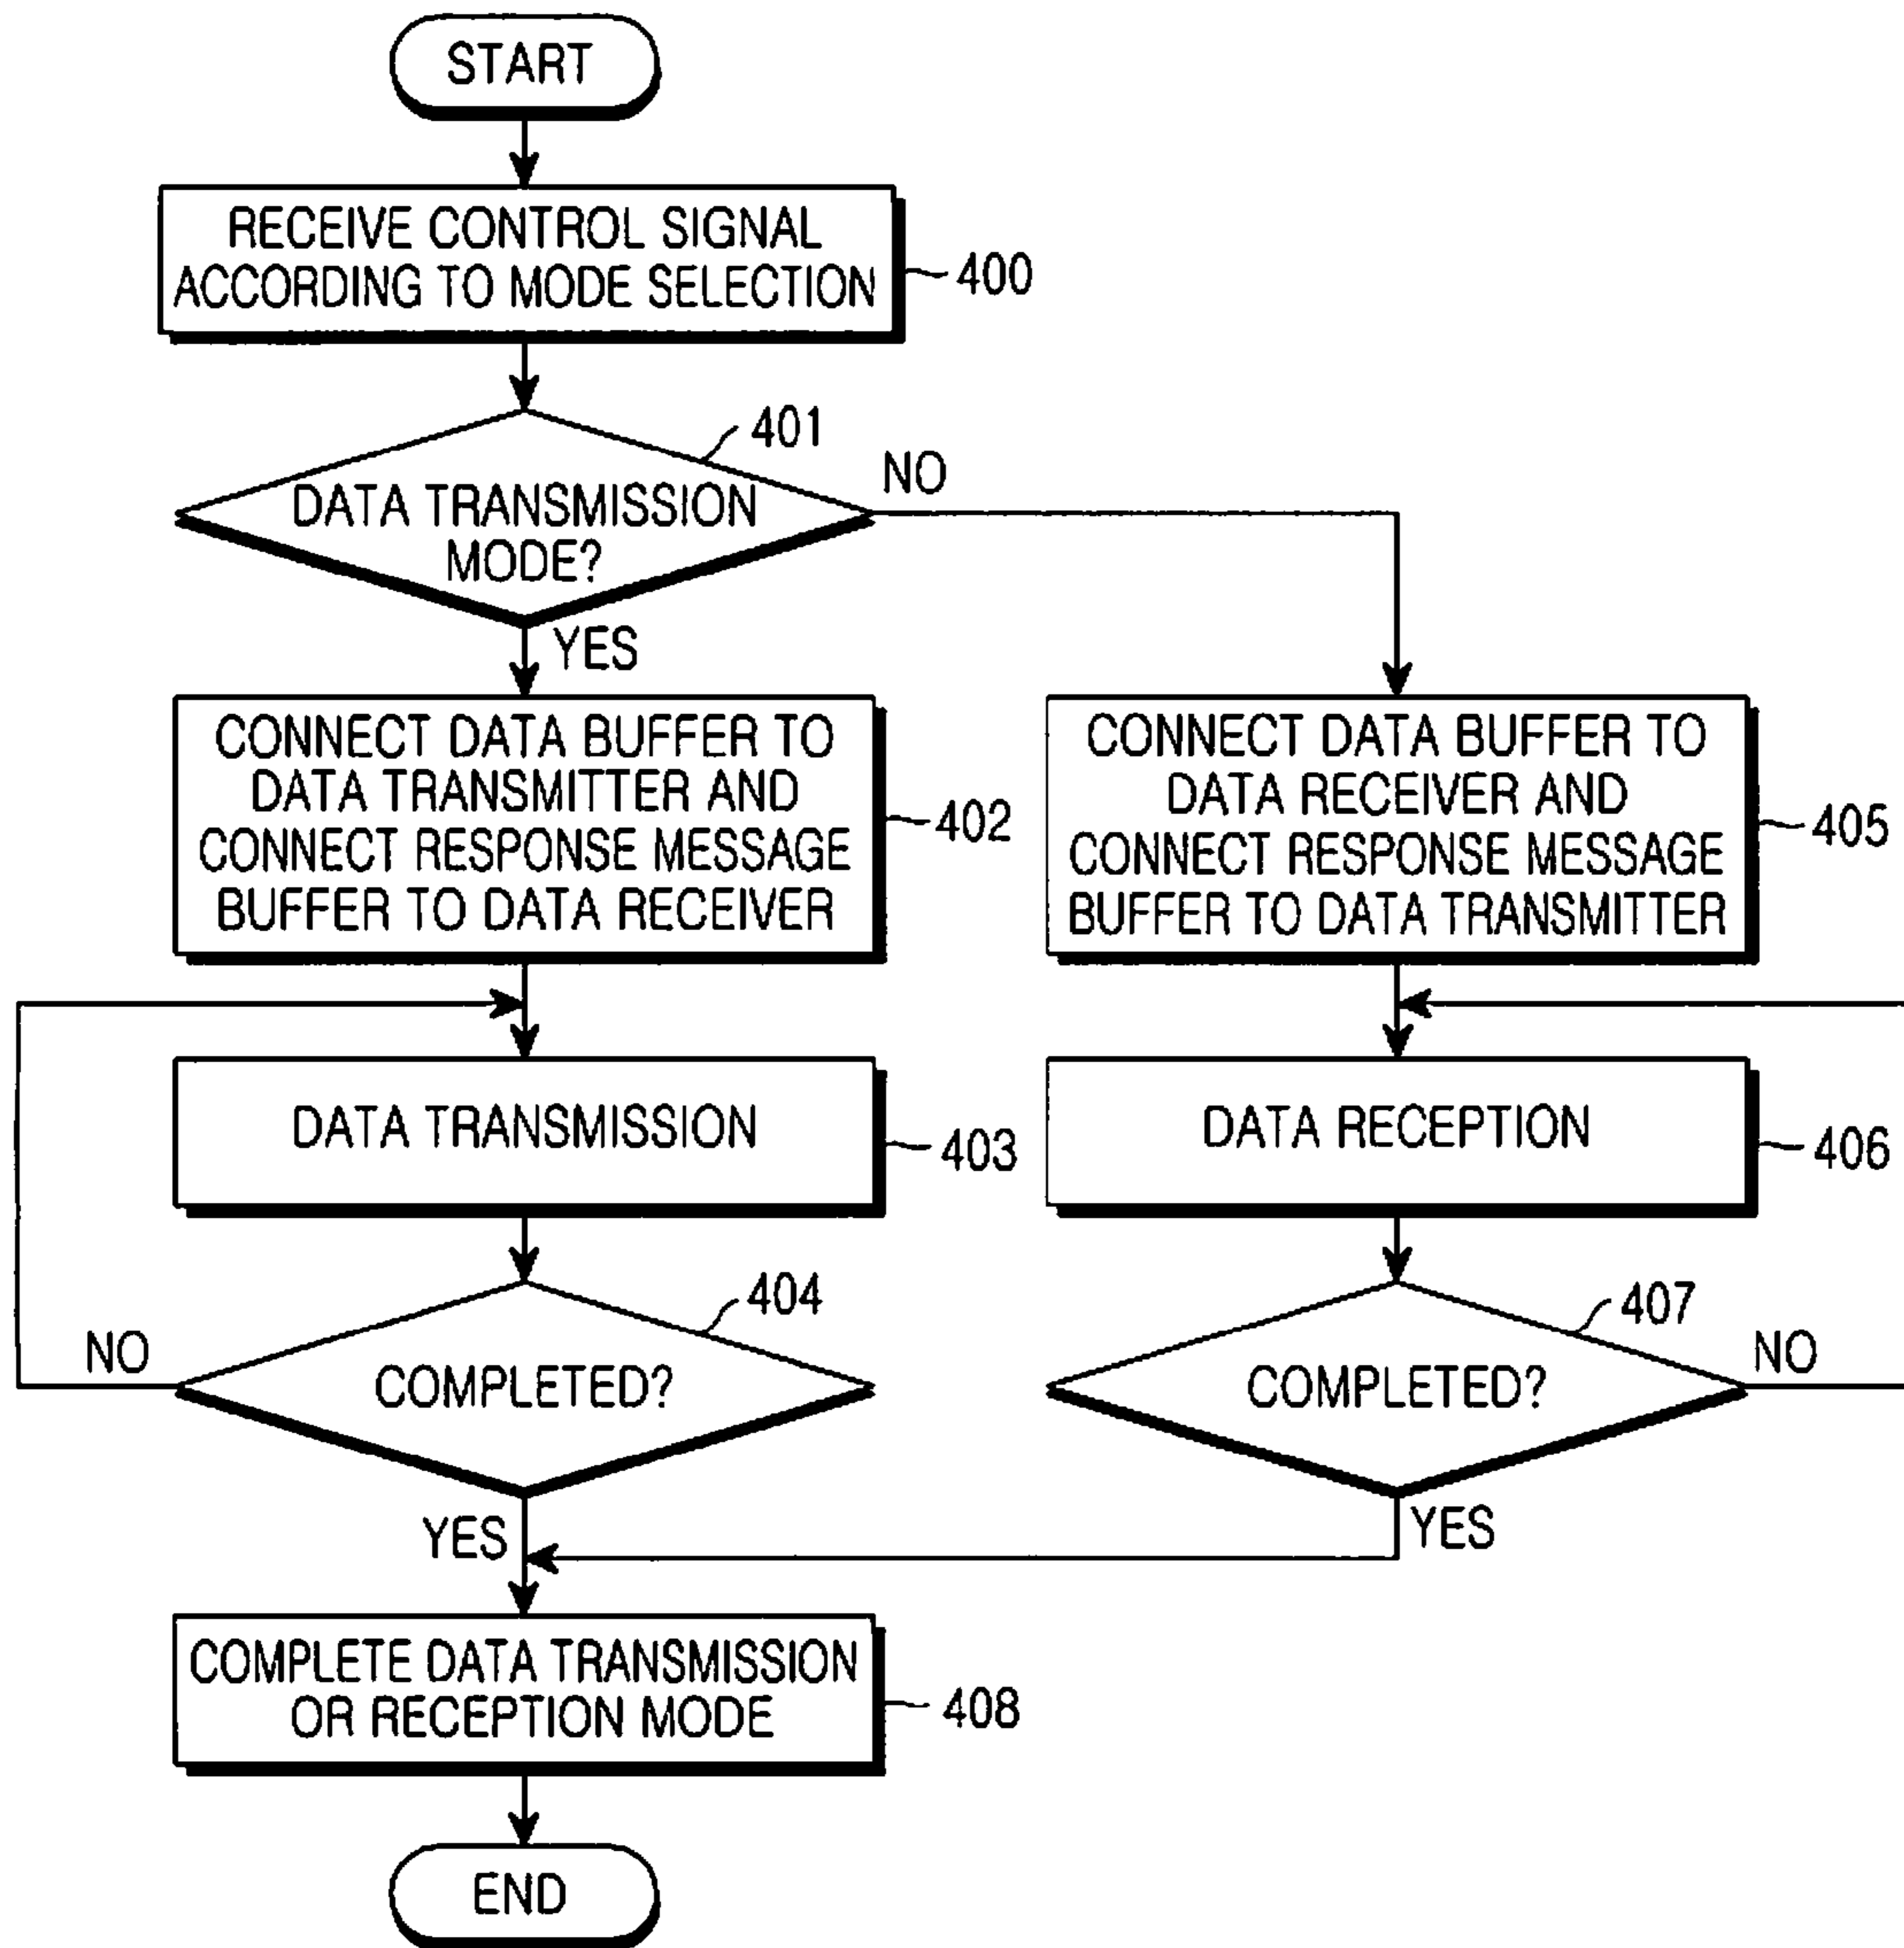 START
RECEIVE CONTROL SIGNAL
ACCORDING TO MODE SELECTION
400
401
DATA TRANSMISSION
MODE?
NO
YES
CONNECT DATA BUFFER TO
DATA TRANSMITTER AND
CONNECT RESPONSE MESSAGE
BUFFER TO DATA RECEIVER
402
CONNECT DATA BUFFER TO
DATA RECEIVER AND
CONNECT RESPONSE MESSAGE
BUFFER TO DATA TRANSMITTER
405
DATA TRANSMISSION
403
DATA RECEPTION
406
404
COMPLETED?
NO
YES
407
COMPLETED?
NO
YES
COMPLETE DATA TRANSMISSION
OR RECEPTION MODE
408
END